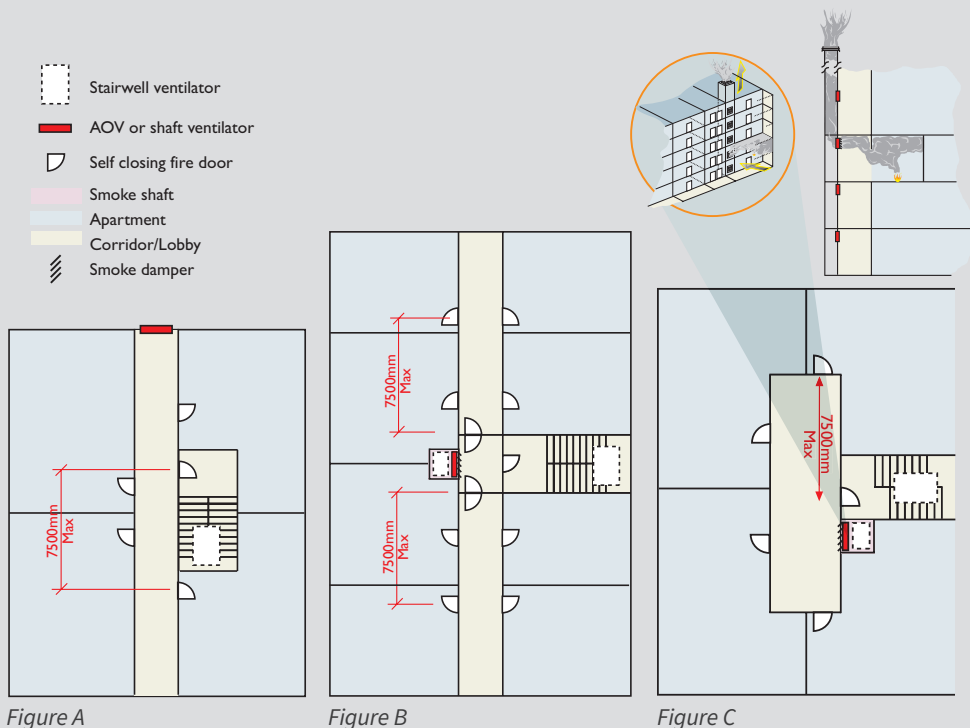 Stairwell ventilator
AOV or shaft ventilator
Self closing fire door
Smoke shaft
Apartment
Corridor/Lobby
Smoke damper
7500mm
Max
7500mm
Max
7500mm
Max
7500mm
Max
Figure A
Figure B
Figure C